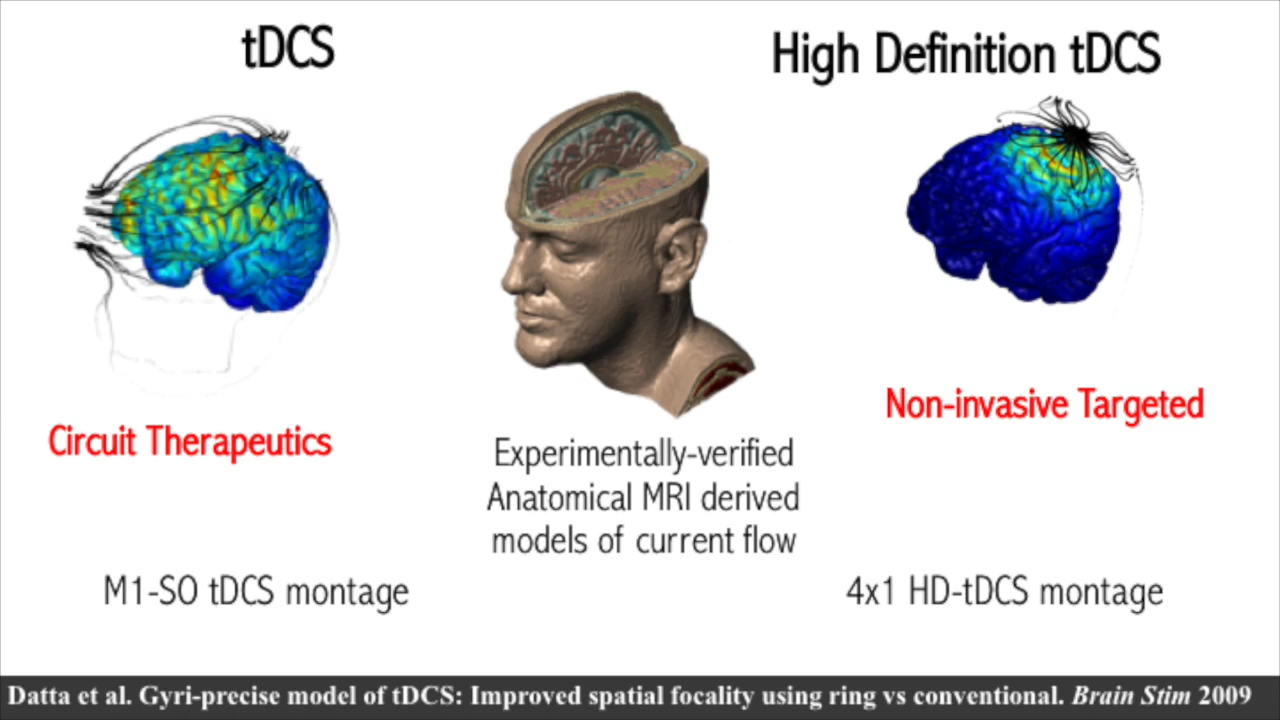 tDCS
High Definition tDCS
Circuit Therapeutics
Experimentally-verified
Anatomical MRI derived
models of current flow
Non-invasive Targeted
M1-SO tDCS montage
4x1 HD-tDCS montage
Datta et al. Gyri-precise model of tDCS: Improved spatial focality using ring vs conventional. Brain Stim 2009